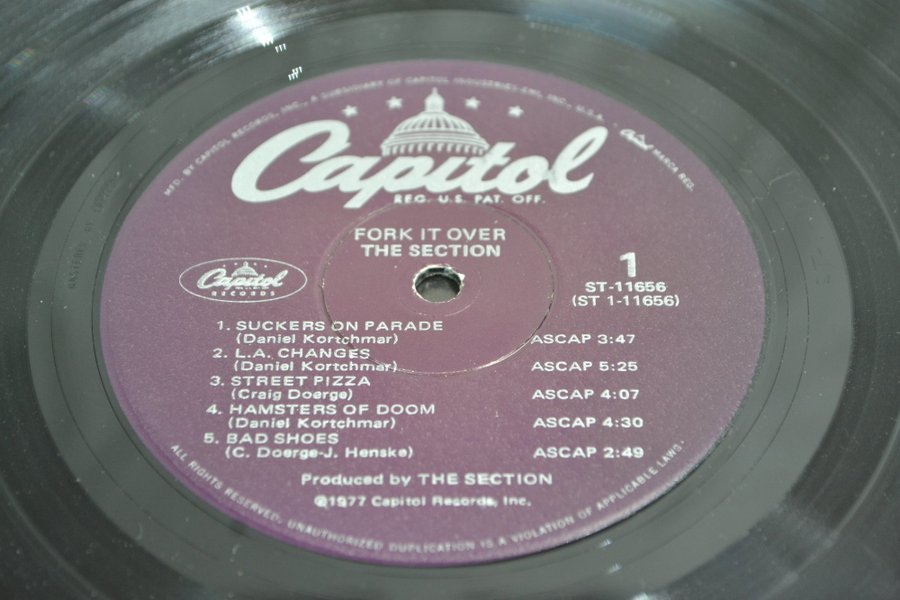 MFD. BY CAPITOL RECORDS, INC., A SUBSIDIARY OF CAPITOL INDUSTRIES-EMI, INC., U.S.A. • Capitol MARCA REG.
Capitol
REG. U.S. PAT. OFF.
FORK IT OVER
THE SECTION
Capitol
RECORDS
1
ST-11656
(ST 1-11656)
1. SUCKERS ON PARADE
(Daniel Kortchmar) ASCAP 3:47
2. L.A. CHANGES
(Daniel Kortchmar) ASCAP 5:25
3. STREET PIZZA
(Craig Doerge) ASCAP 4:07
4. HAMSTERS OF DOOM
(Daniel Kortchmar) ASCAP 4:30
5. BAD SHOES
(C. Doerge-J. Henske) ASCAP 2:49
Produced by THE SECTION
℗1977 Capitol Records, Inc.
ALL RIGHTS RESERVED. UNAUTHORIZED DUPLICATION IS A VIOLATION OF APPLICABLE LAWS.